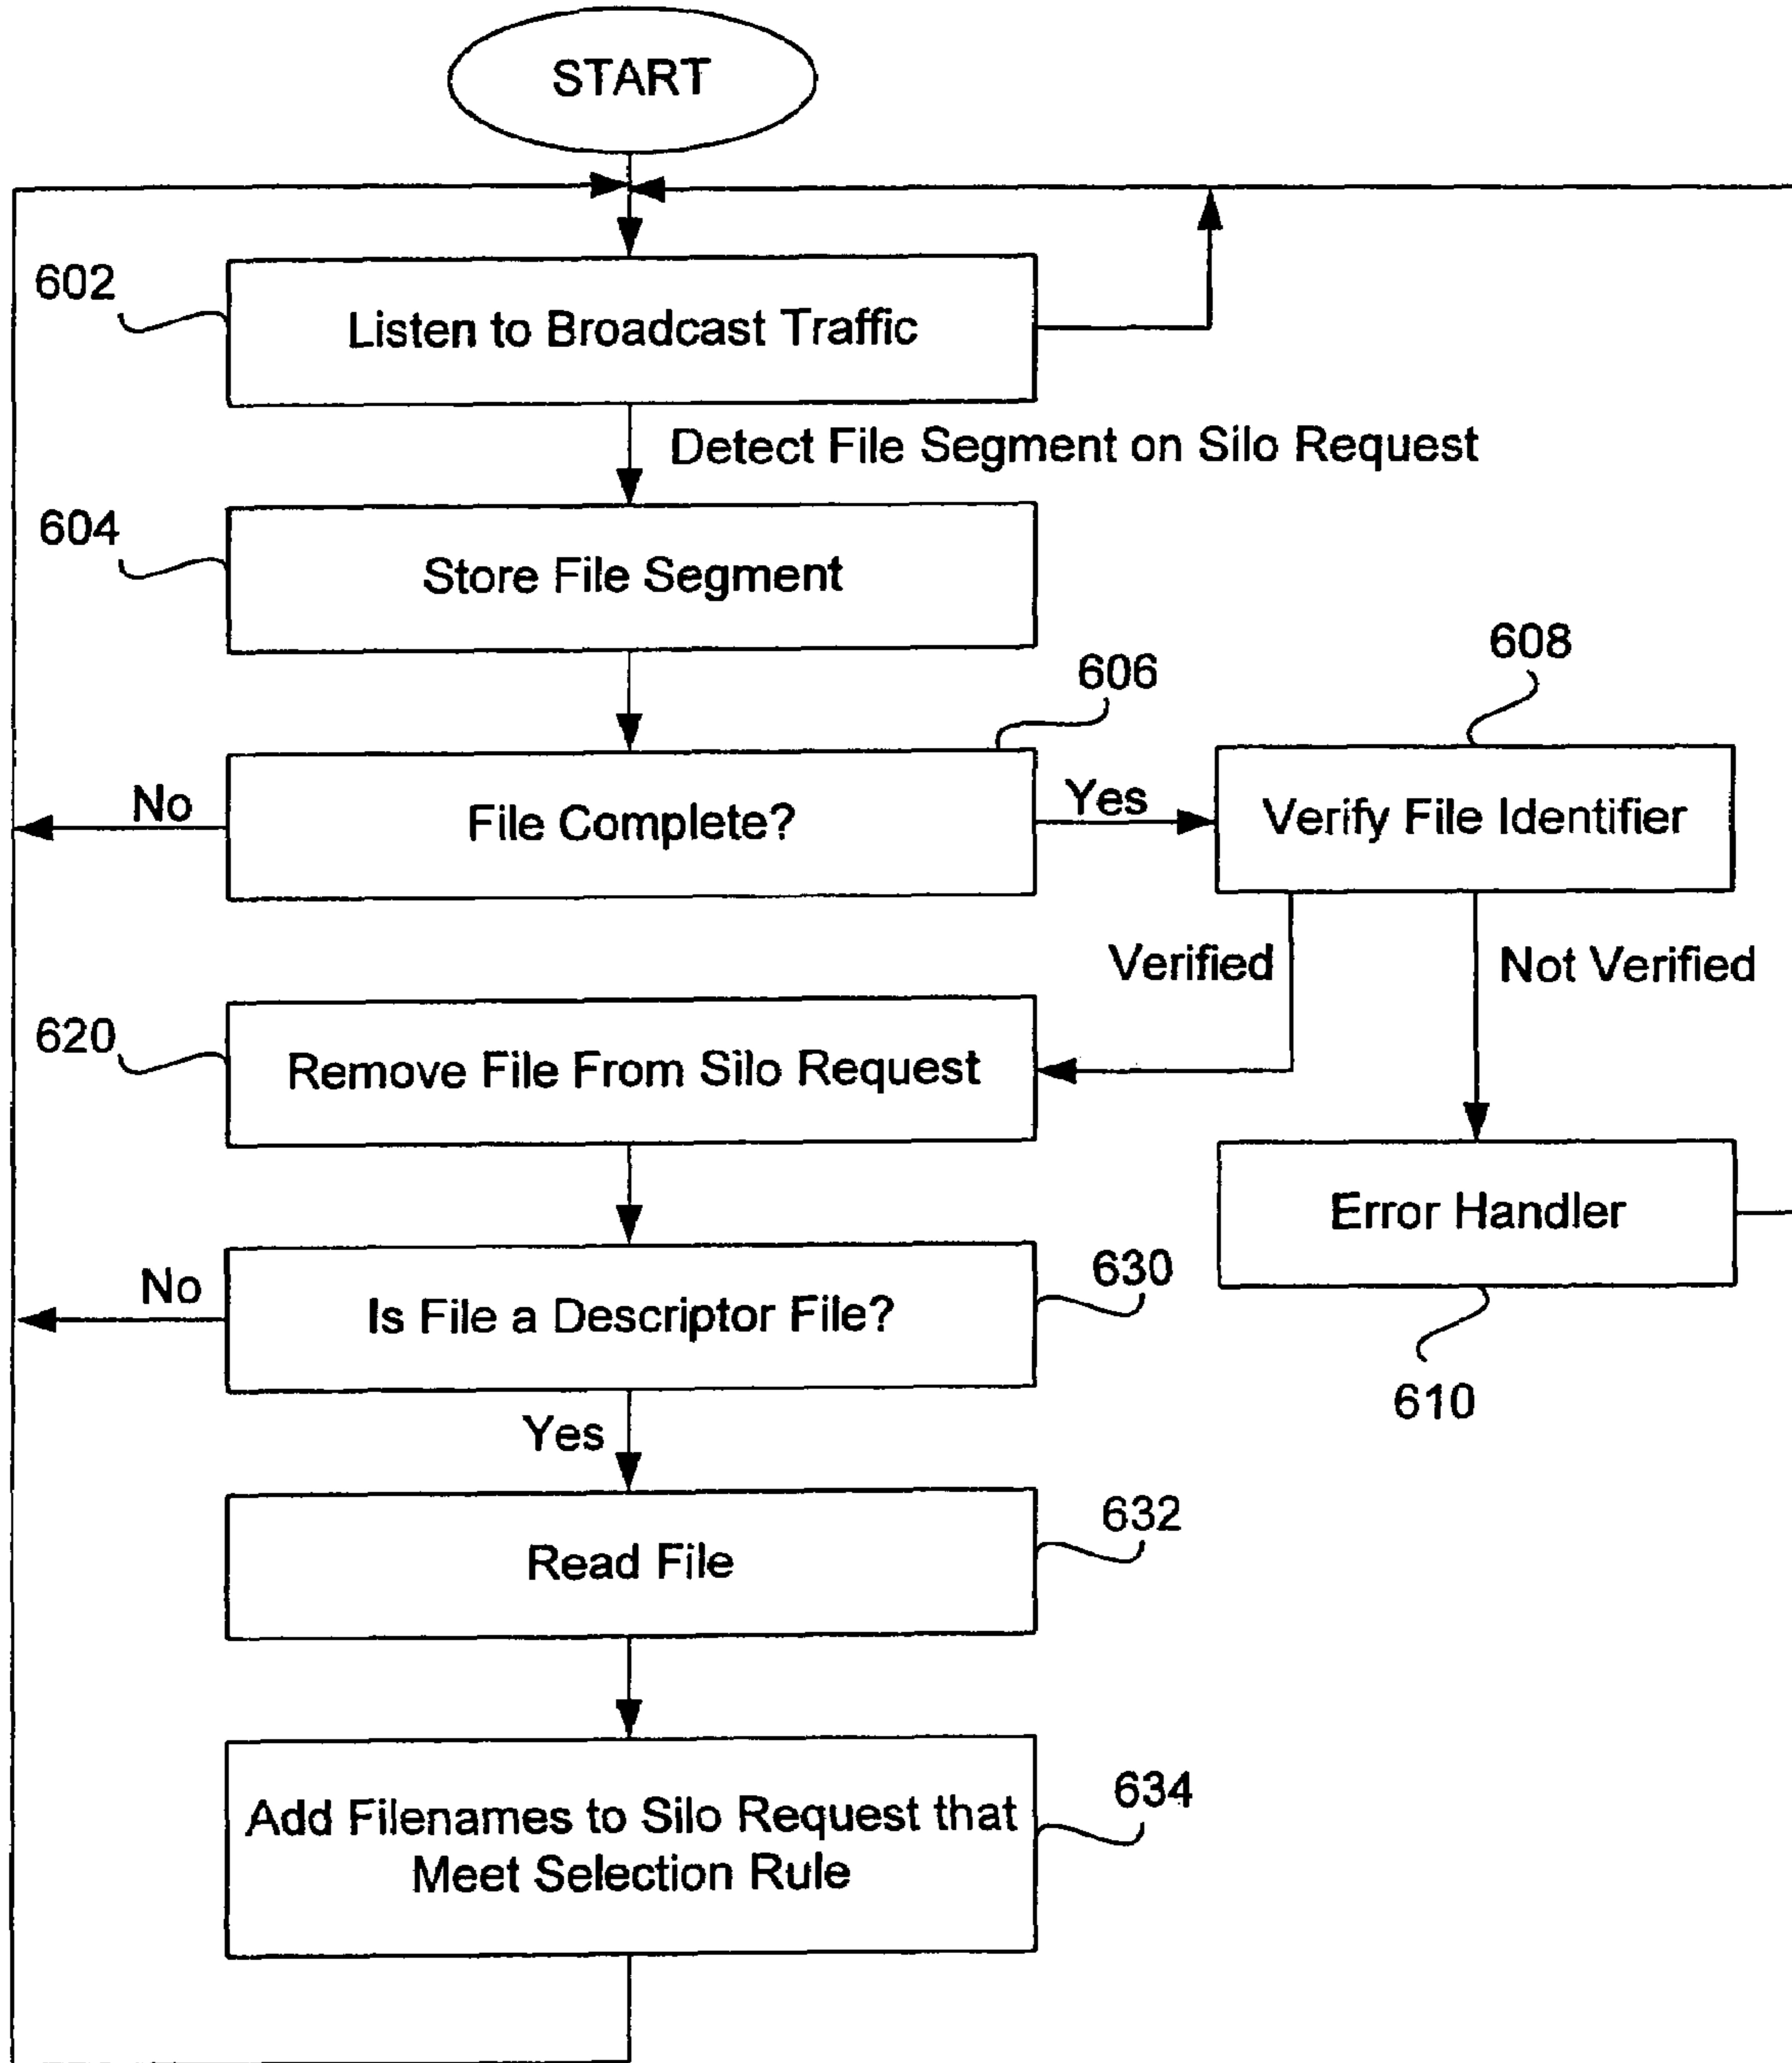 START
602
Listen to Broadcast Traffic
Detect File Segment on Silo Request
604
Store File Segment
606
608
No
File Complete?
Yes
Verify File Identifier
Verified
Not Verified
620
Remove File From Silo Request
Error Handler
610
No
Is File a Descriptor File?
630
Yes
Read File
632
Add Filenames to Silo Request that
Meet Selection Rule
634